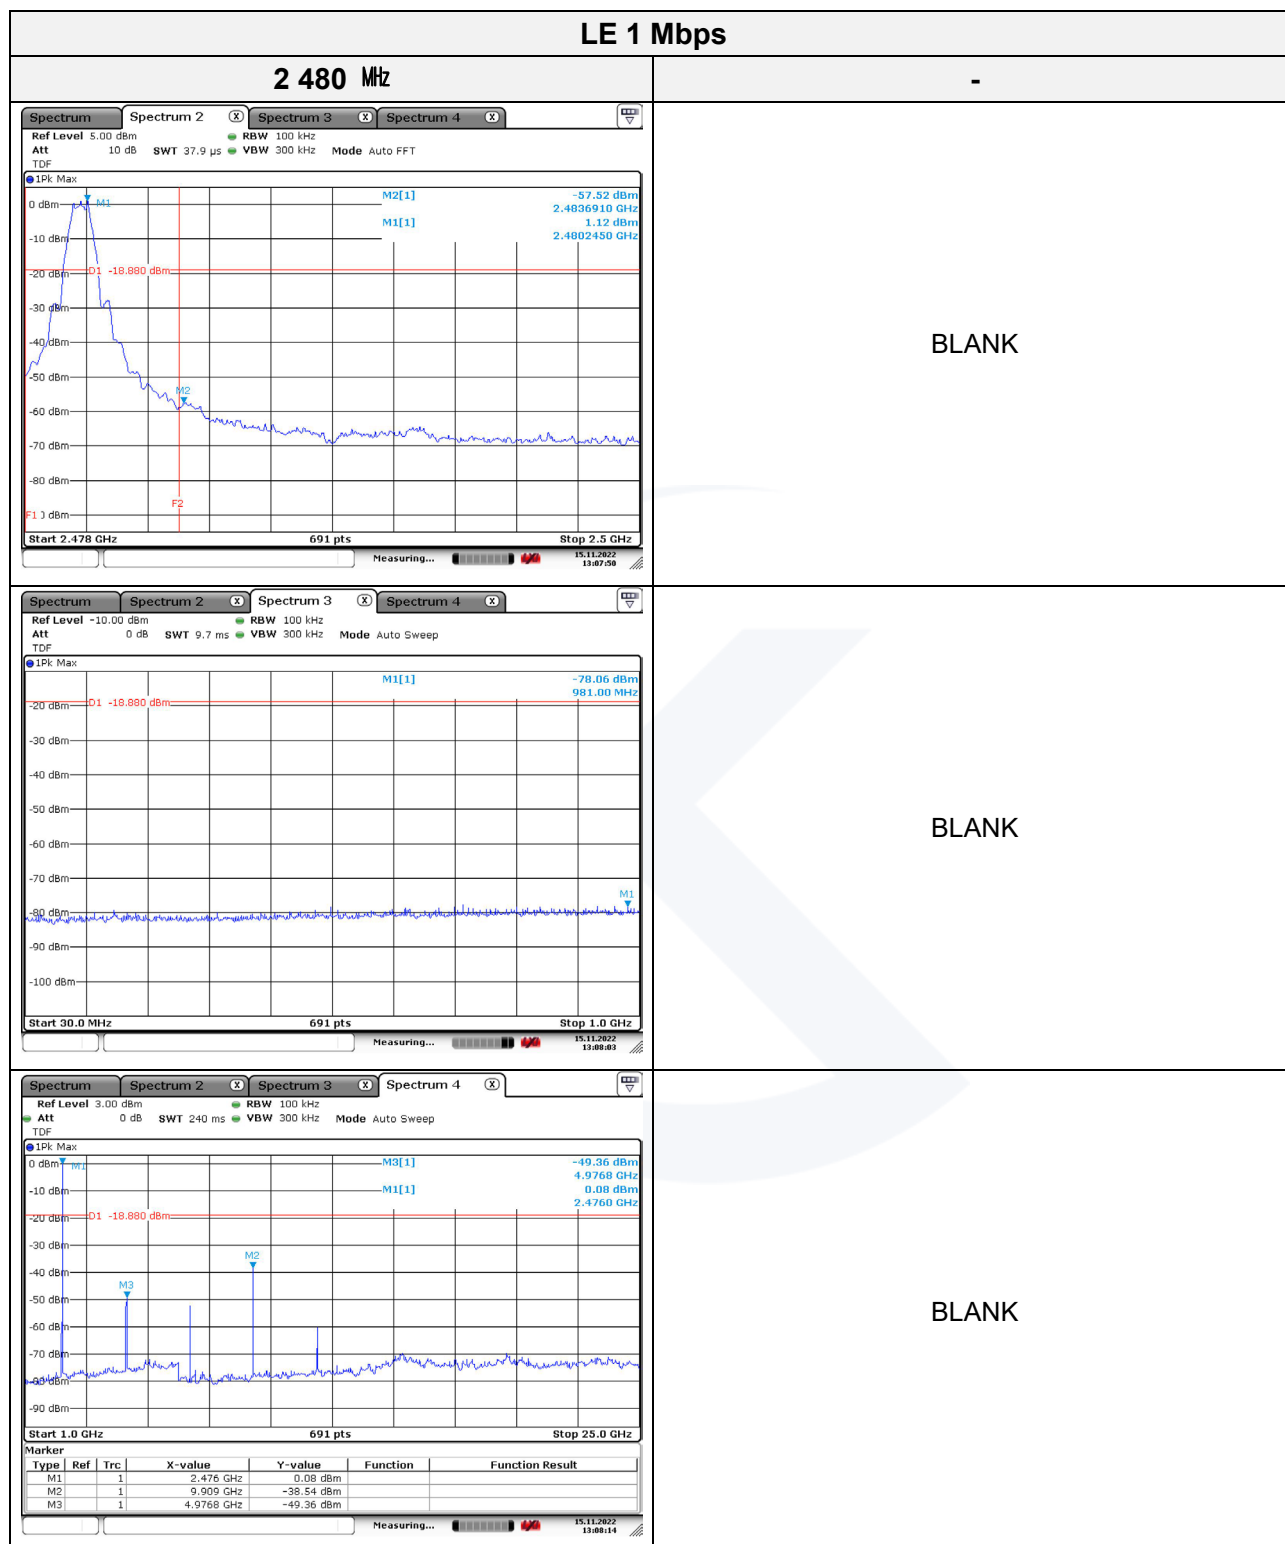 LE 1 Mbps
2 480 ㎒
-
Spectrum Spectrum 2 X Spectrum 3 X Spectrum 4 X
Ref Level 5.00 dBm RBW 100 kHz
Att 10 dB SWT 37.9 µs VBW 300 kHz Mode Auto FFT
TDF
1Pk Max
M2[1] -57.52 dBm
2.4836910 GHz
M1[1] 1.12 dBm
2.4802450 GHz
0 dBm
M1
-10 dBm
-20 dBm
D1 -18.880 dBm
-30 dBm
-40 dBm
-50 dBm
M2
-60 dBm
-70 dBm
-80 dBm
F2
F1
Start 2.478 GHz 691 pts Stop 2.5 GHz
Measuring... 15.11.2022
13:07:50
BLANK
Spectrum Spectrum 2 X Spectrum 3 X Spectrum 4 X
Ref Level -10.00 dBm RBW 100 kHz
Att 0 dB SWT 9.7 ms VBW 300 kHz Mode Auto Sweep
TDF
1Pk Max
M1[1] -78.06 dBm
981.00 MHz
-20 dBm
D1 -18.880 dBm
-30 dBm
-40 dBm
-50 dBm
-60 dBm
-70 dBm
M1
-80 dBm
-90 dBm
-100 dBm
Start 30.0 MHz 691 pts Stop 1.0 GHz
Measuring... 15.11.2022
13:08:03
BLANK
Spectrum Spectrum 2 X Spectrum 3 X Spectrum 4 X
Ref Level 3.00 dBm RBW 100 kHz
Att 0 dB SWT 240 ms VBW 300 kHz Mode Auto Sweep
TDF
1Pk Max
M3[1] -49.36 dBm
4.9768 GHz
M1[1] 0.08 dBm
2.4760 GHz
0 dBm
M1
-10 dBm
-20 dBm
D1 -18.880 dBm
-30 dBm
M2
-40 dBm
M3
-50 dBm
-60 dBm
-70 dBm
-80 dBm
-90 dBm
Start 1.0 GHz 691 pts Stop 25.0 GHz
Marker
Type Ref Trc X-value Y-value Function Function Result
M1 1 2.476 GHz 0.08 dBm
M2 1 9.909 GHz -38.54 dBm
M3 1 4.9768 GHz -49.36 dBm
Measuring... 15.11.2022
13:08:14
BLANK